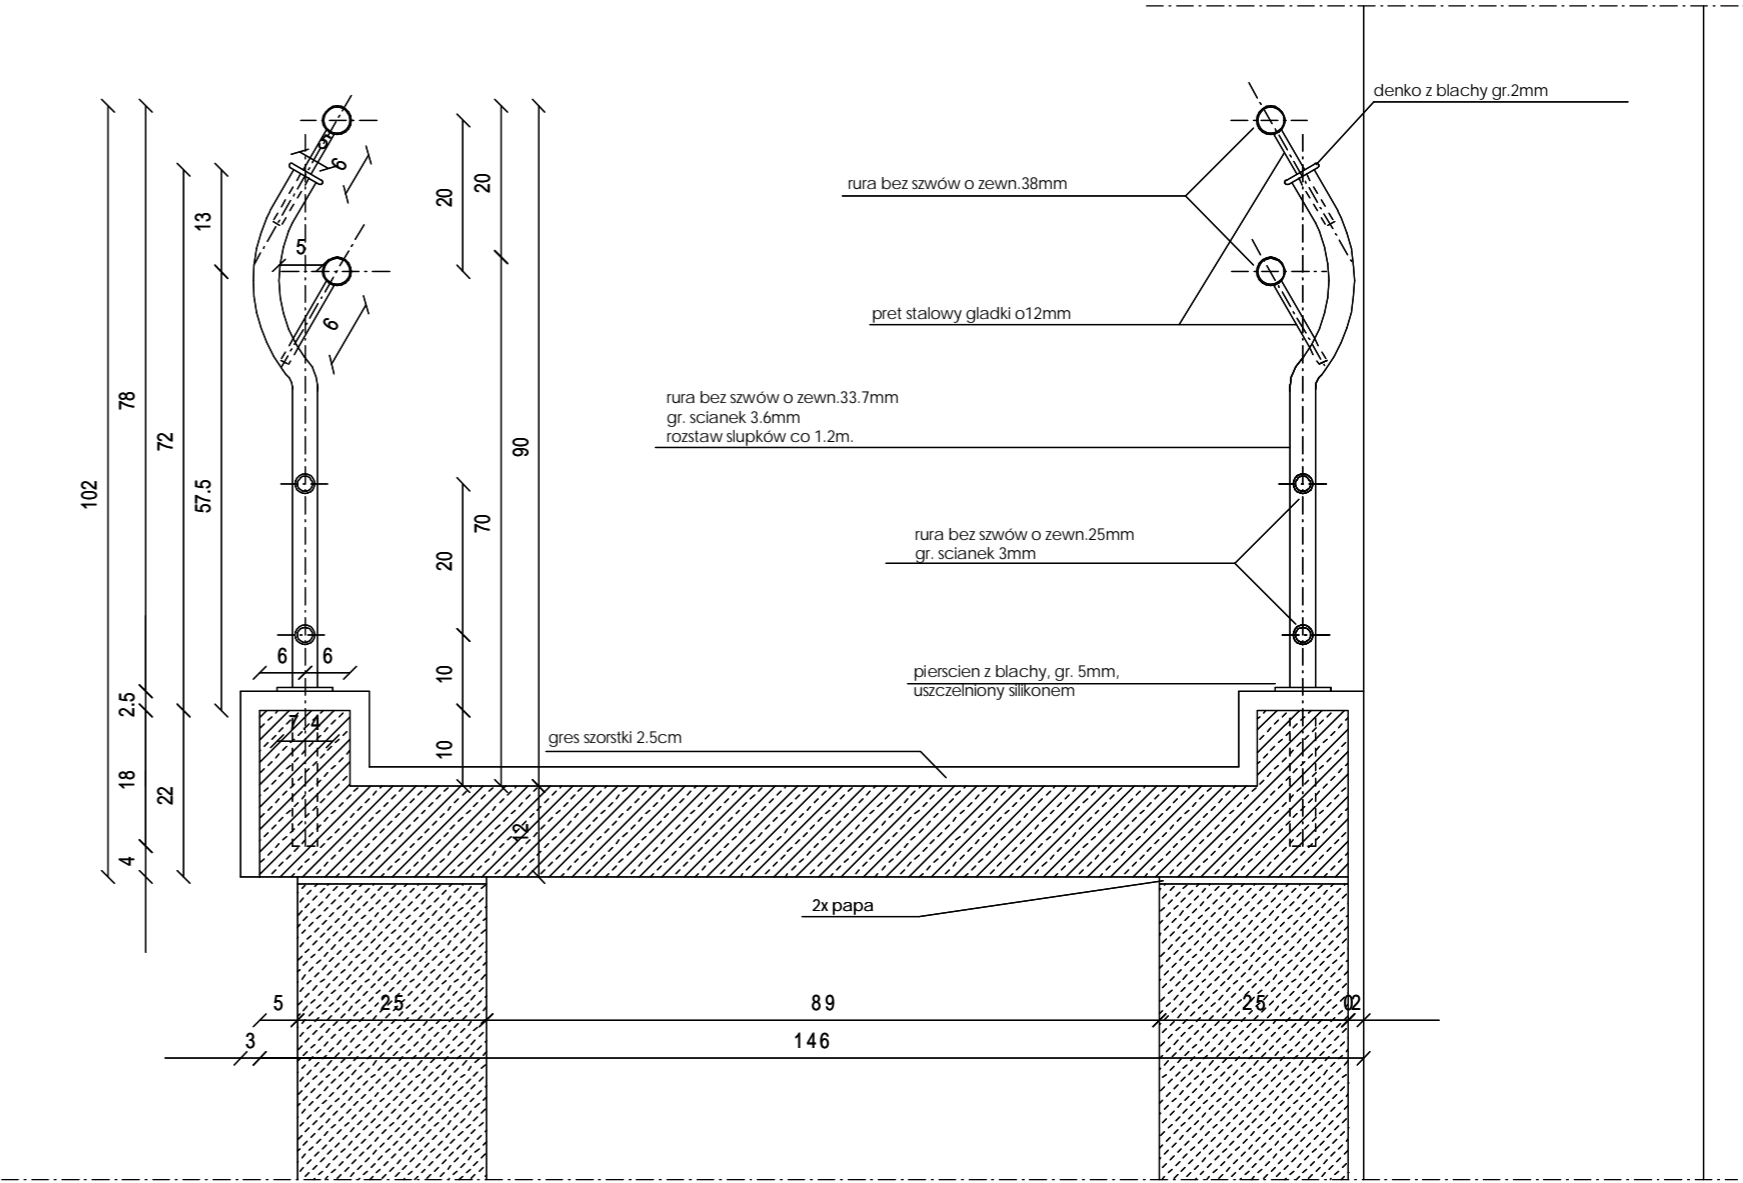 denko z blachy gr.2mm
rura bez szwów o zewn.38mm
pret stalowy gladki o12mm
rura bez szwów o zewn.33.7mm
gr. scianek 3.6mm
rozstaw slupków co 1.2m.
rura bez szwów o zewn.25mm
gr. scianek 3mm
pierscien z blachy, gr. 5mm,
uszczelniony silikonem
gres szorstki 2.5cm
2x papa
102
78
2.5
18
4
72
22
13
57.5
6
5
6
6 6
7 4
20
20
10
10
20
70
90
12
5 25 89 25
3 146